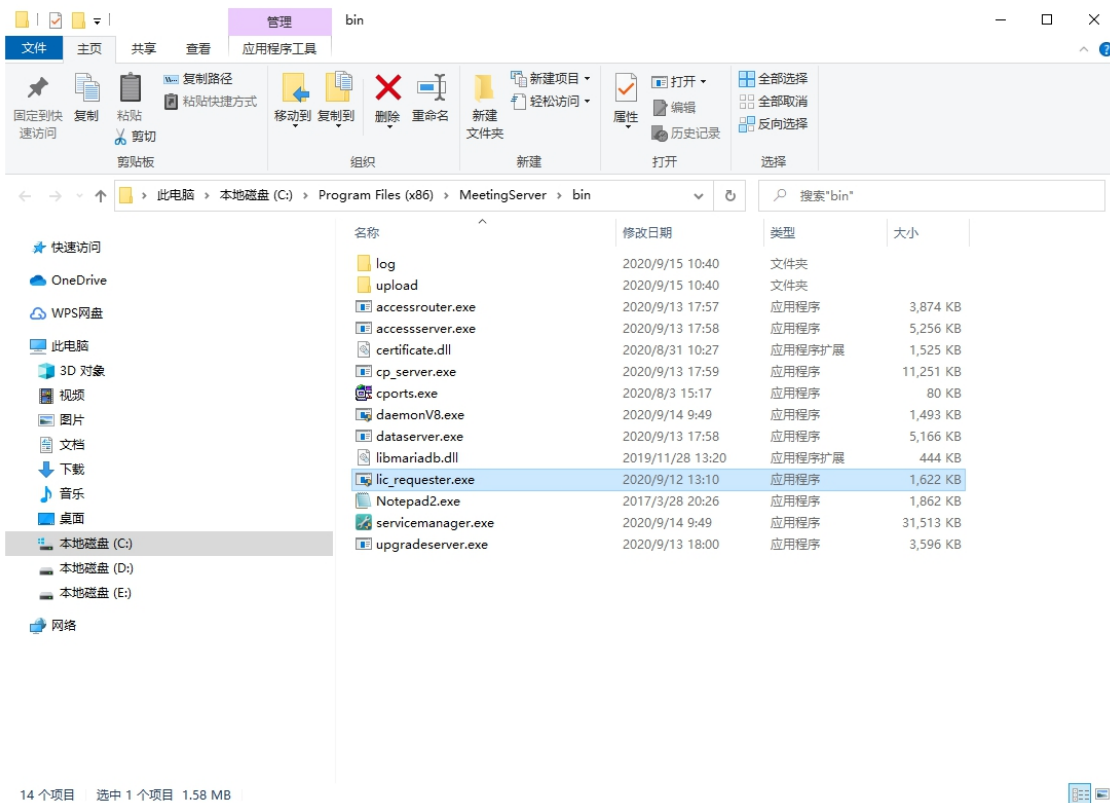 管理
bin
文件
主页
共享
查看
应用程序工具
固定到快
速访问
复制
粘贴
复制路径
粘贴快捷方式
剪切
剪贴板
移动到
复制到
删除
重命名
组织
新建
文件夹
新建项目
轻松访问
新建
属性
打开
编辑
历史记录
打开
全部选择
全部取消
反向选择
选择
此电脑 › 本地磁盘 (C:) › Program Files (x86) › MeetingServer › bin
搜索"bin"
快速访问
OneDrive
WPS网盘
此电脑
3D 对象
视频
图片
文档
下载
音乐
桌面
本地磁盘 (C:)
本地磁盘 (D:)
本地磁盘 (E:)
网络
名称 修改日期 类型 大小
log 2020/9/15 10:40 文件夹
upload 2020/9/15 10:40 文件夹
accessrouter.exe 2020/9/13 17:57 应用程序 3,874 KB
accessserver.exe 2020/9/13 17:58 应用程序 5,256 KB
certificate.dll 2020/8/31 10:27 应用程序扩展 1,525 KB
cp_server.exe 2020/9/13 17:59 应用程序 11,251 KB
cports.exe 2020/8/3 15:17 应用程序 80 KB
daemonV8.exe 2020/9/14 9:49 应用程序 1,493 KB
dataserver.exe 2020/9/13 17:58 应用程序 5,166 KB
libmariadb.dll 2019/11/28 13:20 应用程序扩展 444 KB
lic_requester.exe 2020/9/12 13:10 应用程序 1,622 KB
Notepad2.exe 2017/3/28 20:26 应用程序 1,862 KB
servicemanager.exe 2020/9/14 9:49 应用程序 31,513 KB
upgradeserver.exe 2020/9/13 18:00 应用程序 3,596 KB
14 个项目 选中 1 个项目 1.58 MB